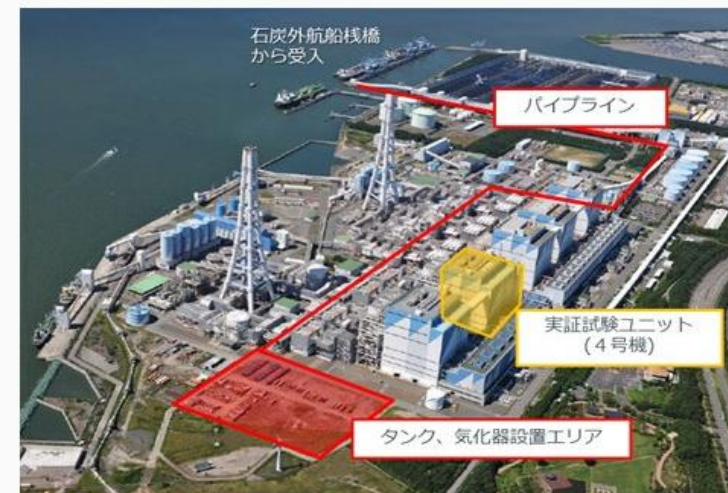 石炭外航船桟橋
から受入
パイプライン
実証試験ユニット
(４号機)
タンク、気化器設置エリア